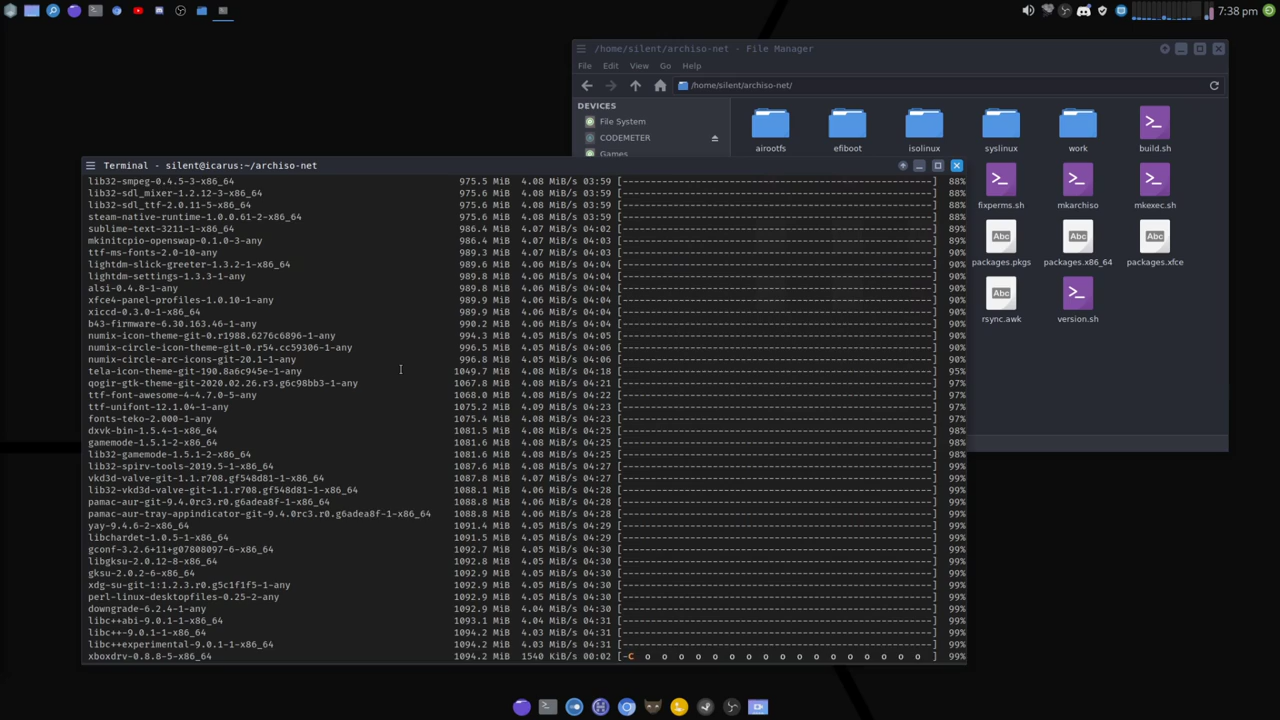 7:38 pm
/home/silent/archiso-net - File Manager
File Edit View Go Help
/home/silent/archiso-net/
DEVICES
File System
CODEMETER
Games
airootfs efiboot isolinux syslinux work build.sh
fixperms.sh mkarchiso mkexec.sh
Abc Abc Abc
packages.pkgs packages.x86_64 packages.xfce
Abc
rsync.awk version.sh
Terminal - silent@icarus:~/archiso-net
lib32-smpeg-0.4.5-3-x86_64 975.5 MiB 4.08 MiB/s 03:59 [----------------------------------------------] 88%
lib32-sdl_mixer-1.2.12-3-x86_64 975.6 MiB 4.08 MiB/s 03:59 [----------------------------------------------] 88%
lib32-sdl_ttf-2.0.11-5-x86_64 975.6 MiB 4.08 MiB/s 03:59 [----------------------------------------------] 88%
steam-native-runtime-1.0.0.61-2-x86_64 975.6 MiB 4.08 MiB/s 03:59 [----------------------------------------------] 88%
sublime-text-3211-1-x86_64 986.4 MiB 4.07 MiB/s 04:02 [----------------------------------------------] 89%
mkinitcpio-openswap-0.1.0-3-any 986.4 MiB 4.07 MiB/s 04:03 [----------------------------------------------] 89%
ttf-ms-fonts-2.0-10-any 989.3 MiB 4.07 MiB/s 04:03 [----------------------------------------------] 90%
lightdm-slick-greeter-1.3.2-1-x86_64 989.6 MiB 4.06 MiB/s 04:04 [----------------------------------------------] 90%
lightdm-settings-1.3.3-1-any 989.8 MiB 4.06 MiB/s 04:04 [----------------------------------------------] 90%
alsi-0.4.8-1-any 989.8 MiB 4.06 MiB/s 04:04 [----------------------------------------------] 90%
xfce4-panel-profiles-1.0.10-1-any 989.9 MiB 4.06 MiB/s 04:04 [----------------------------------------------] 90%
xiccd-0.3.0-1-x86_64 989.9 MiB 4.06 MiB/s 04:04 [----------------------------------------------] 90%
b43-firmware-6.30.163.46-1-any 990.2 MiB 4.06 MiB/s 04:04 [----------------------------------------------] 90%
numix-icon-theme-git-0.r1988.6276c6896-1-any 994.3 MiB 4.05 MiB/s 04:05 [----------------------------------------------] 90%
numix-circle-icon-theme-git-0.r54.cc59306-1-any 996.5 MiB 4.05 MiB/s 04:06 [----------------------------------------------] 90%
numix-circle-arc-icons-git-20.1-1-any 996.8 MiB 4.05 MiB/s 04:06 [----------------------------------------------] 90%
tela-icon-theme-git-190.8a6c945e-1-any 1049.7 MiB 4.06 MiB/s 04:18 [----------------------------------------------] 95%
qogir-gtk-theme-git-2020.02.26.r3.g6c98bb3-1-any 1067.8 MiB 4.08 MiB/s 04:21 [----------------------------------------------] 97%
ttf-font-awesome-4-4.7.0-5-any 1068.0 MiB 4.08 MiB/s 04:22 [----------------------------------------------] 97%
ttf-unifont-12.1.04-1-any 1075.2 MiB 4.09 MiB/s 04:23 [----------------------------------------------] 97%
fonts-teko-2.000-1-any 1075.4 MiB 4.08 MiB/s 04:23 [----------------------------------------------] 97%
dxvk-bin-1.5.4-1-x86_64 1081.5 MiB 4.08 MiB/s 04:25 [----------------------------------------------] 98%
gamemode-1.5.1-2-x86_64 1081.6 MiB 4.08 MiB/s 04:25 [----------------------------------------------] 98%
lib32-gamemode-1.5.1-2-x86_64 1081.6 MiB 4.08 MiB/s 04:25 [----------------------------------------------] 98%
lib32-spirv-tools-2019.5-1-x86_64 1087.6 MiB 4.08 MiB/s 04:27 [----------------------------------------------] 99%
vkd3d-valve-git-1.1.r708.gf548d81-1-x86_64 1087.8 MiB 4.07 MiB/s 04:27 [----------------------------------------------] 99%
lib32-vkd3d-valve-git-1.1.r708.gf548d81-1-x86_64 1088.1 MiB 4.06 MiB/s 04:28 [----------------------------------------------] 99%
pamac-aur-git-9.4.0rc3.r0.g6adea8f-1-x86_64 1088.8 MiB 4.06 MiB/s 04:28 [----------------------------------------------] 99%
pamac-aur-tray-appindicator-git-9.4.0rc3.r0.g6adea8f-1-x86_64 1088.8 MiB 4.06 MiB/s 04:28 [----------------------------------------------] 99%
yay-9.4.6-2-x86_64 1091.4 MiB 4.05 MiB/s 04:29 [----------------------------------------------] 99%
libchardet-1.0.5-1-x86_64 1091.5 MiB 4.05 MiB/s 04:29 [----------------------------------------------] 99%
gconf-3.2.6+11+g07808097-6-x86_64 1092.7 MiB 4.05 MiB/s 04:30 [----------------------------------------------] 99%
libgksu-2.0.12-8-x86_64 1092.8 MiB 4.05 MiB/s 04:30 [----------------------------------------------] 99%
gksu-2.0.2-6-x86_64 1092.9 MiB 4.05 MiB/s 04:30 [----------------------------------------------] 99%
xdg-su-git-1:1.2.3.r0.g5c1f1f5-1-any 1092.9 MiB 4.05 MiB/s 04:30 [----------------------------------------------] 99%
perl-linux-desktopfiles-0.25-2-any 1092.9 MiB 4.05 MiB/s 04:30 [----------------------------------------------] 99%
downgrade-6.2.4-1-any 1092.9 MiB 4.04 MiB/s 04:30 [----------------------------------------------] 99%
libc++abi-9.0.1-1-x86_64 1093.1 MiB 4.04 MiB/s 04:31 [----------------------------------------------] 99%
libc++-9.0.1-1-x86_64 1094.2 MiB 4.03 MiB/s 04:31 [----------------------------------------------] 99%
libc++experimental-9.0.1-1-x86_64 1094.2 MiB 4.03 MiB/s 04:31 [----------------------------------------------] 99%
xboxdrv-0.8.8-5-x86_64 1094.2 MiB 1540 KiB/s 00:02 [-C o o o o o o o o o o o o o o o o o ] 99%